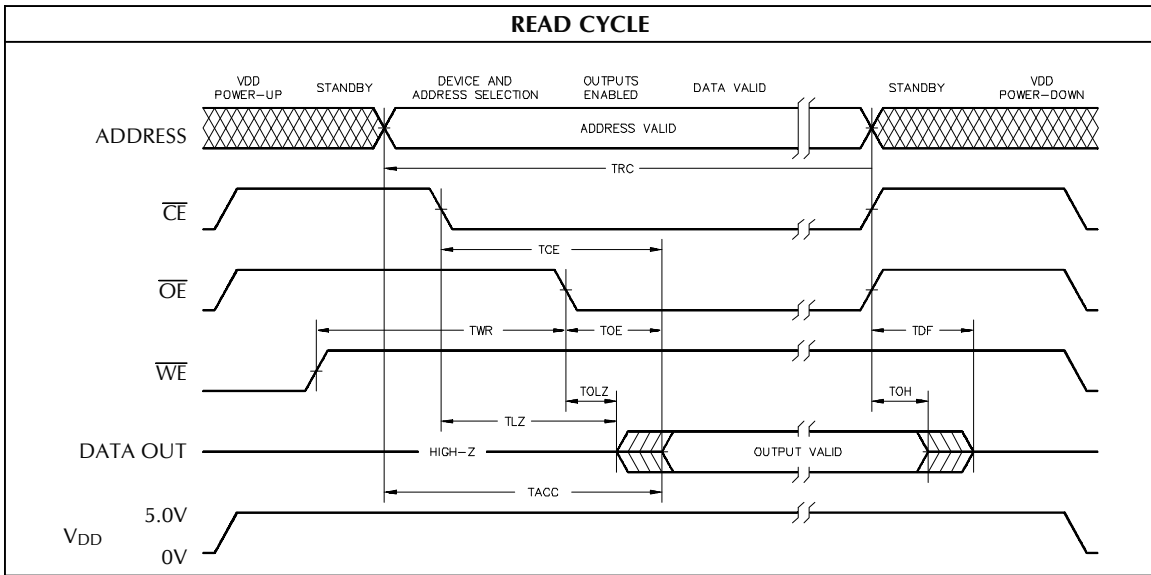 READ CYCLE
VDD
POWER-UP
STANDBY
DEVICE AND
ADDRESS SELECTION
OUTPUTS
ENABLED
DATA VALID
STANDBY
VDD
POWER-DOWN
ADDRESS
ADDRESS VALID
TRC
CE
TCE
OE
TWR
TOE
TDF
WE
TOLZ
TOH
TLZ
DATA OUT
HIGH-Z
OUTPUT VALID
TACC
5.0V
VDD
0V